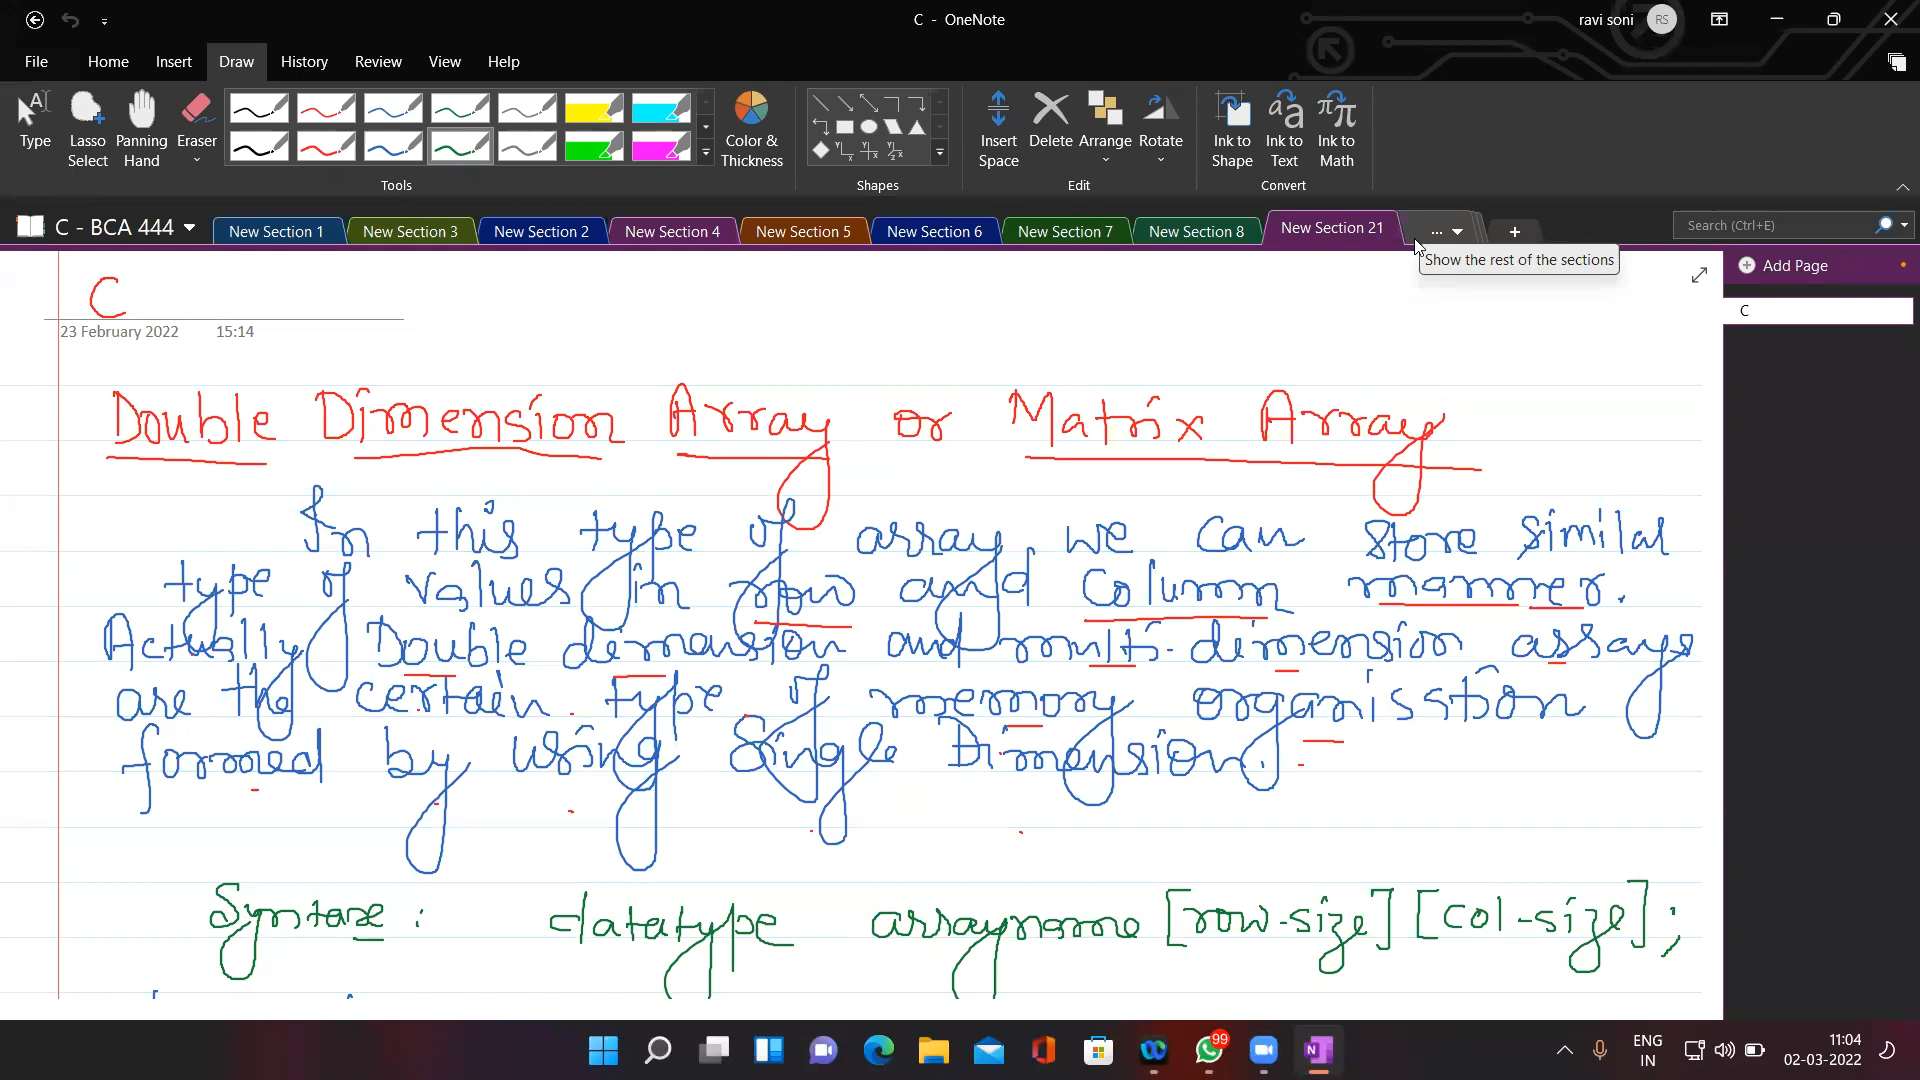 C - OneNote
ravi soni RS
File Home Insert Draw History Review View Help
Type Lasso Select Panning Hand Eraser Color & Thickness Insert Space Delete Arrange Rotate Ink to Shape Ink to Text Ink to Math
Tools Shapes Edit Convert
C - BCA 444 New Section 1 New Section 3 New Section 2 New Section 4 New Section 5 New Section 6 New Section 7 New Section 8 New Section 21 ... + Search (Ctrl+E)
Show the rest of the sections
Add Page
C
C
23 February 2022 15:14
Double Dimension Array or Matrix Array
In this type of array, we can store similar
type of values in row and Column manner.
Actually Double demension and multi-dimension arrays
are the certain type of memory organisstion
formed by using Single Dimension.
Syntax : datatype arrayname [row-size] [col-size] ;
99
ENG
IN
11:04
02-03-2022